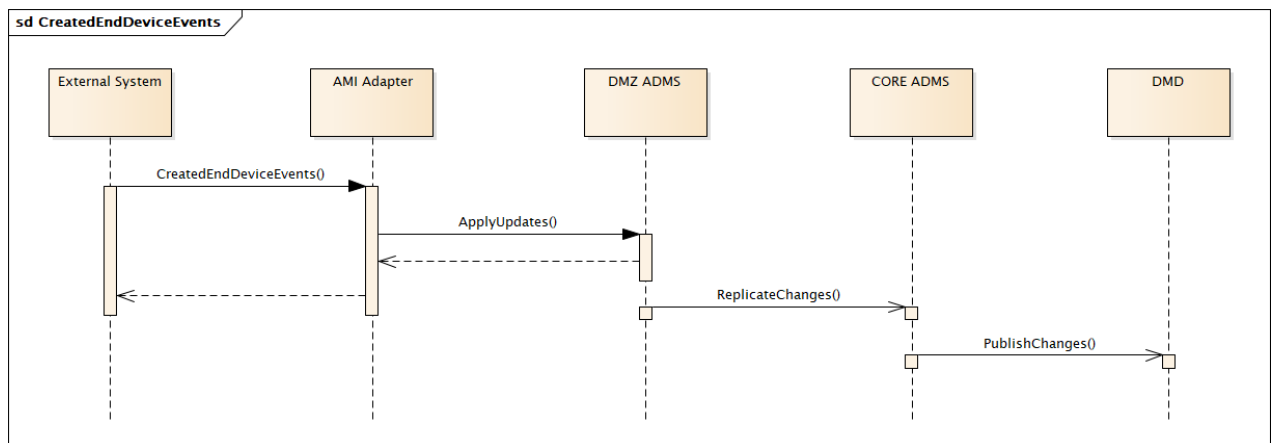 sd CreatedEndDeviceEvents
External System
AMI Adapter
DMZ ADMS
CORE ADMS
DMD
CreatedEndDeviceEvents()
ApplyUpdates()
ReplicateChanges()
PublishChanges()